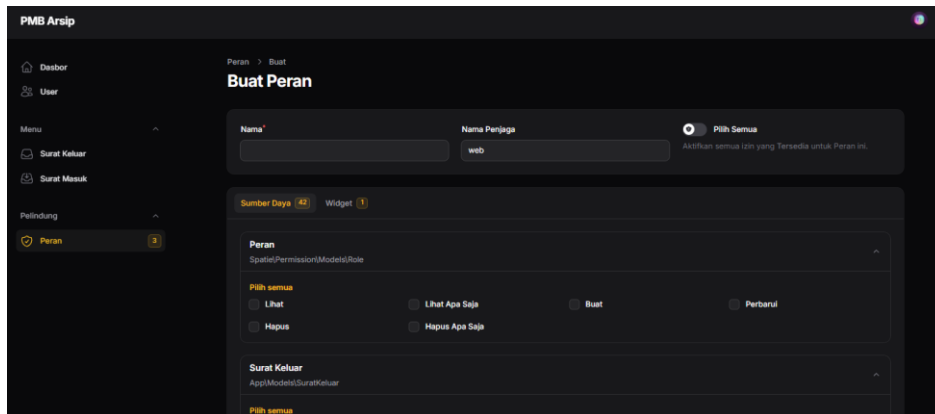 PMB Arsip
Dasbor
User
Menu
Surat Keluar
Surat Masuk
Pelindung
Peran 3
Peran > Buat
Buat Peran
Nama*
Nama Penjaga
web
Pilih Semua
Aktifkan semua izin yang Tersedia untuk Peran ini.
Sumber Daya 42 Widget 1
Peran
Spatie\Permission\Models\Role
Pilih semua
Lihat Lihat Apa Saja Buat Perbarui
Hapus Hapus Apa Saja
Surat Keluar
App\Models\SuratKeluar
Pilih semua